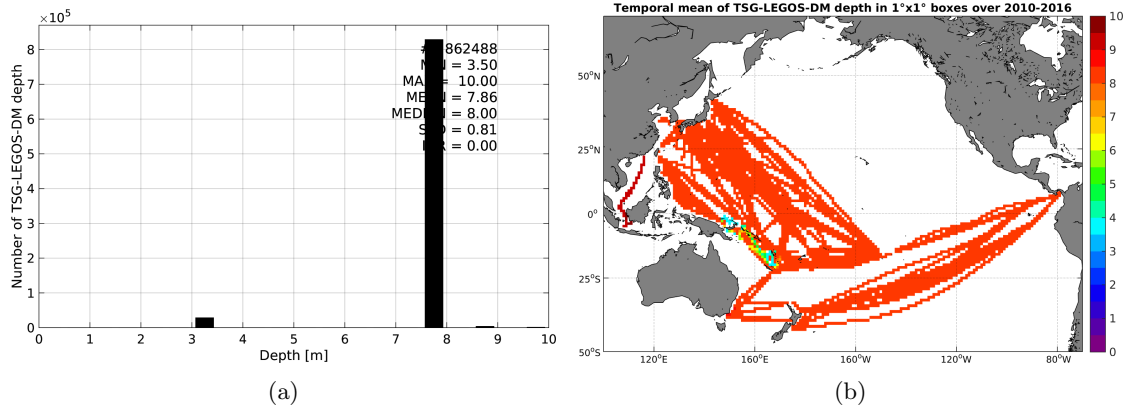 ×10⁵
8
7
6
5
4
3
2
1
0
Number of TSG-LEGOS-DM depth
862488
= 3.50
10.00
= 7.86
= 8.00
= 0.81
= 0.00
0 1 2 3 4 5 6 7 8 9 10
Depth [m]
(a)
Temporal mean of TSG-LEGOS-DM depth in 1°x1° boxes over 2010-2016
50°N
25°N
0°
25°S
50°S
120°E 160°E 160°W 120°W 80°W
10
9
8
7
6
5
4
3
2
1
0
(b)